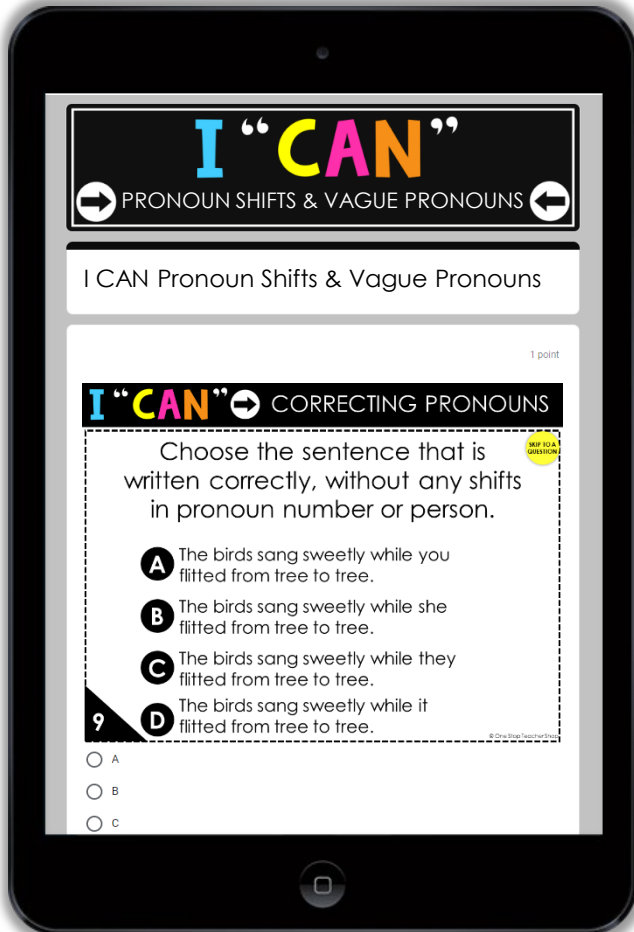 I “CAN”
PRONOUN SHIFTS & VAGUE PRONOUNS
I CAN Pronoun Shifts & Vague Pronouns
1 point
I “CAN” CORRECTING PRONOUNS
SKIP TO A
QUESTION
Choose the sentence that is
written correctly, without any shifts
in pronoun number or person.
A The birds sang sweetly while you
flitted from tree to tree.
B The birds sang sweetly while she
flitted from tree to tree.
C The birds sang sweetly while they
flitted from tree to tree.
D The birds sang sweetly while it
flitted from tree to tree.
9
© One Stop Teacher Shop
A
B
C